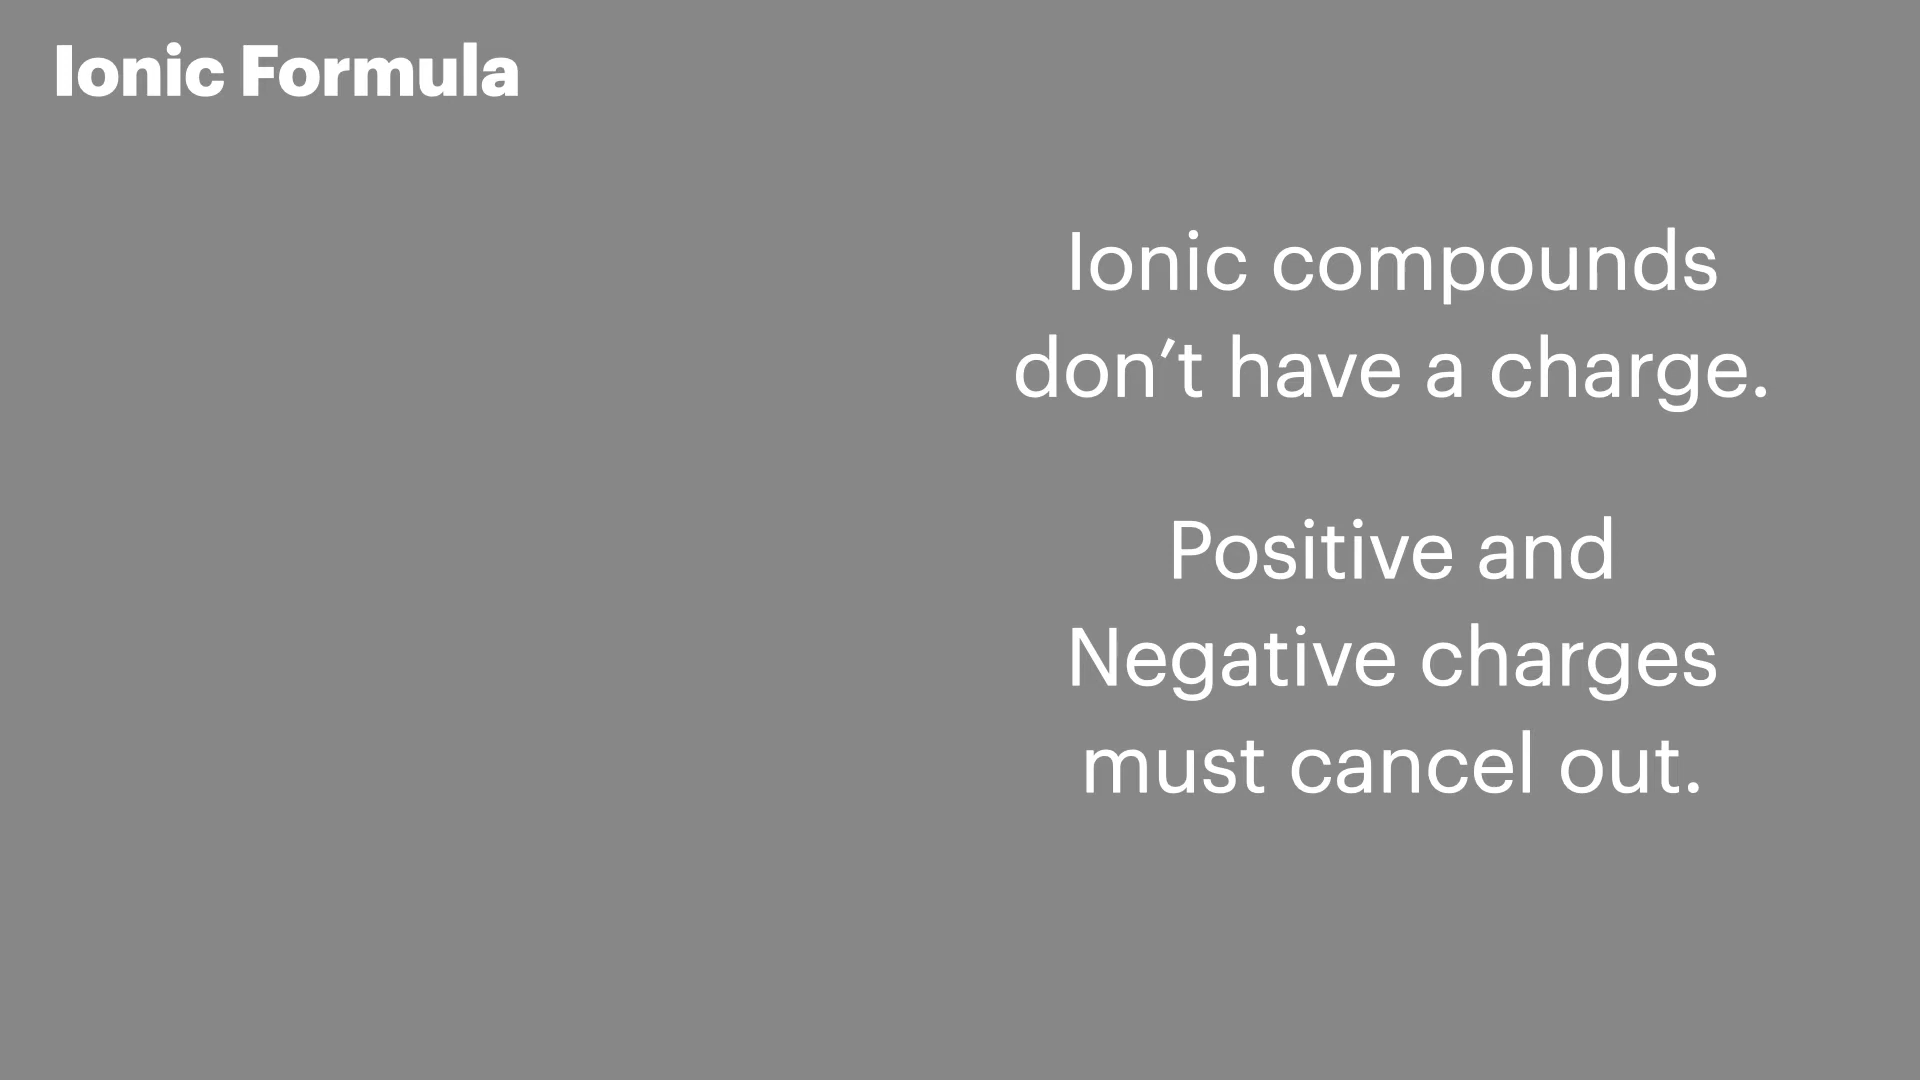 Ionic Formula
Ionic compounds
don’t have a charge.
Positive and
Negative charges
must cancel out.